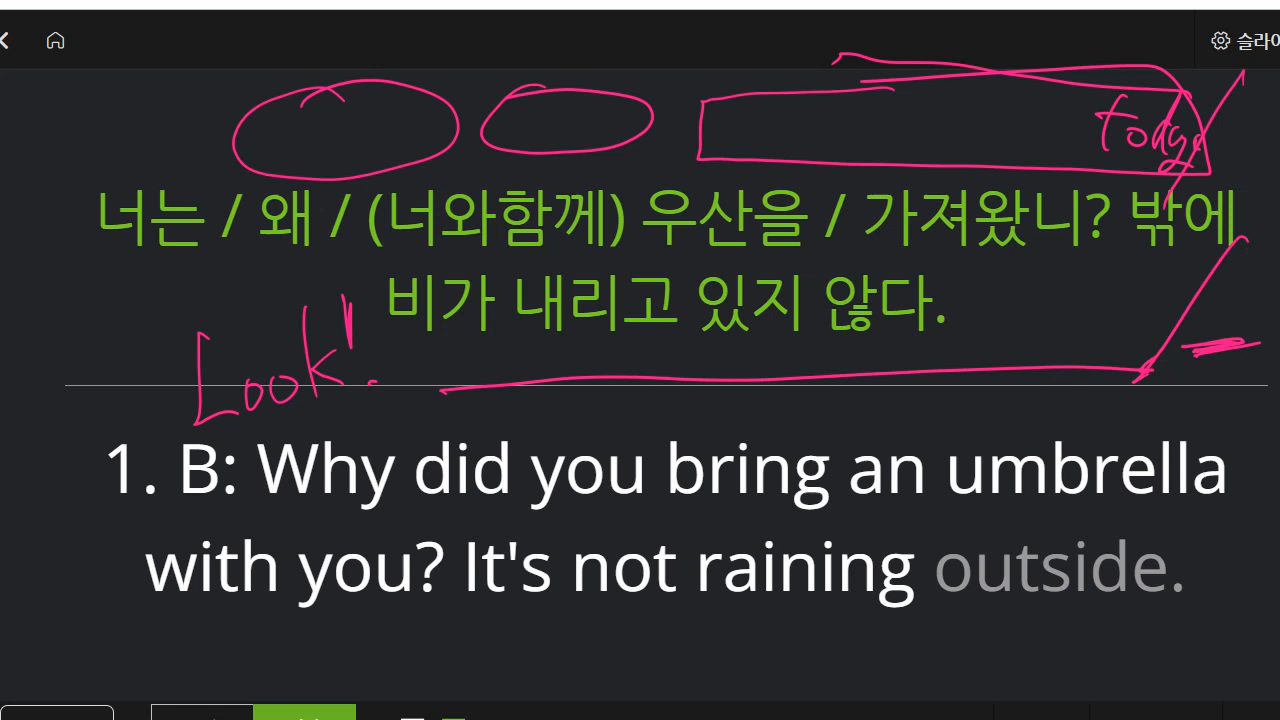 슬라이
today
너는 / 왜 / (너와함께) 우산을 / 가져왔니? 밖에
비가 내리고 있지 않다.
Look".
1. B: Why did you bring an umbrella
with you? It's not raining outside.